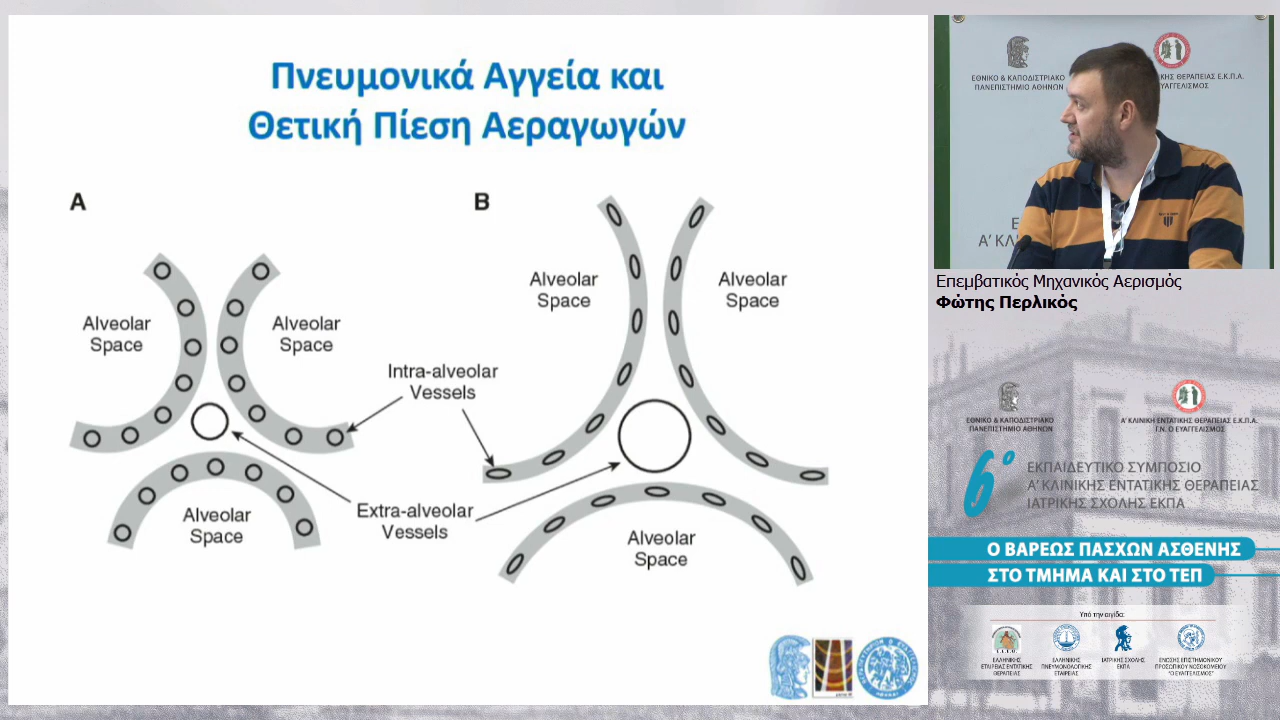 Πνευμονικά Αγγεία και
Θετική Πίεση Αεραγωγών
A
B
Alveolar
Space
Alveolar
Space
Alveolar
Space
Alveolar
Space
Intra-alveolar
Vessels
Extra-alveolar
Vessels
Alveolar
Space
Alveolar
Space
ΕΘΝΙΚΟ & ΚΑΠΟΔΙΣΤΡΙΑΚΟ
ΠΑΝΕΠΙΣΤΗΜΙΟ ΑΘΗΝΩΝ
ΙΚΗΣ ΘΕΡΑΠΕΙΑΣ Ε.Κ.Π.Α.
ΥΑΓΓΕΛΙΣΜΟΣ
Ε
Α΄ ΚΛΙ
Επεμβατικός Μηχανικός Αερισμός
Φώτης Περλικός
ΕΘΝΙΚΟ & ΚΑΠΟΔΙΣΤΡΙΑΚΟ
ΠΑΝΕΠΙΣΤΗΜΙΟ ΑΘΗΝΩΝ
Α΄ ΚΛΙΝΙΚΗ ΕΝΤΑΤΙΚΗΣ ΘΕΡΑΠΕΙΑΣ Ε.Κ.Π.Α.
Γ.Ν. Ο ΕΥΑΓΓΕΛΙΣΜΟΣ
6ο
ΕΚΠΑΙΔΕΥΤΙΚΟ ΣΥΜΠΟΣΙΟ
Α΄ ΚΛΙΝΙΚΗΣ ΕΝΤΑΤΙΚΗΣ ΘΕΡΑΠΕΙΑΣ
ΙΑΤΡΙΚΗΣ ΣΧΟΛΗΣ ΕΚΠΑ
Ο ΒΑΡΕΩΣ ΠΑΣΧΩΝ ΑΣΘΕΝΗΣ
ΣΤΟ ΤΜΗΜΑ ΚΑΙ ΣΤΟ ΤΕΠ
Υπό την αιγίδα:
ΕΛΛΗΝΙΚΗΣ
ΕΤΑΙΡΕΙΑΣ ΕΝΤΑΤΙΚΗΣ
ΘΕΡΑΠΕΙΑΣ
ΕΛΛΗΝΙΚΗΣ
ΠΝΕΥΜΟΝΟΛΟΓΙΚΗΣ
ΕΤΑΙΡΕΙΑΣ
ΙΑΤΡΙΚΗΣ ΣΧΟΛΗΣ
ΕΚΠΑ
ΕΝΩΣΗΣ ΕΠΙΣΤΗΜΟΝΙΚΟΥ
ΠΡΟΣΩΠΙΚΟΥ ΝΟΣΟΚΟΜΕΙΟΥ
"Ο ΕΥΑΓΓΕΛΙΣΜΟΣ"